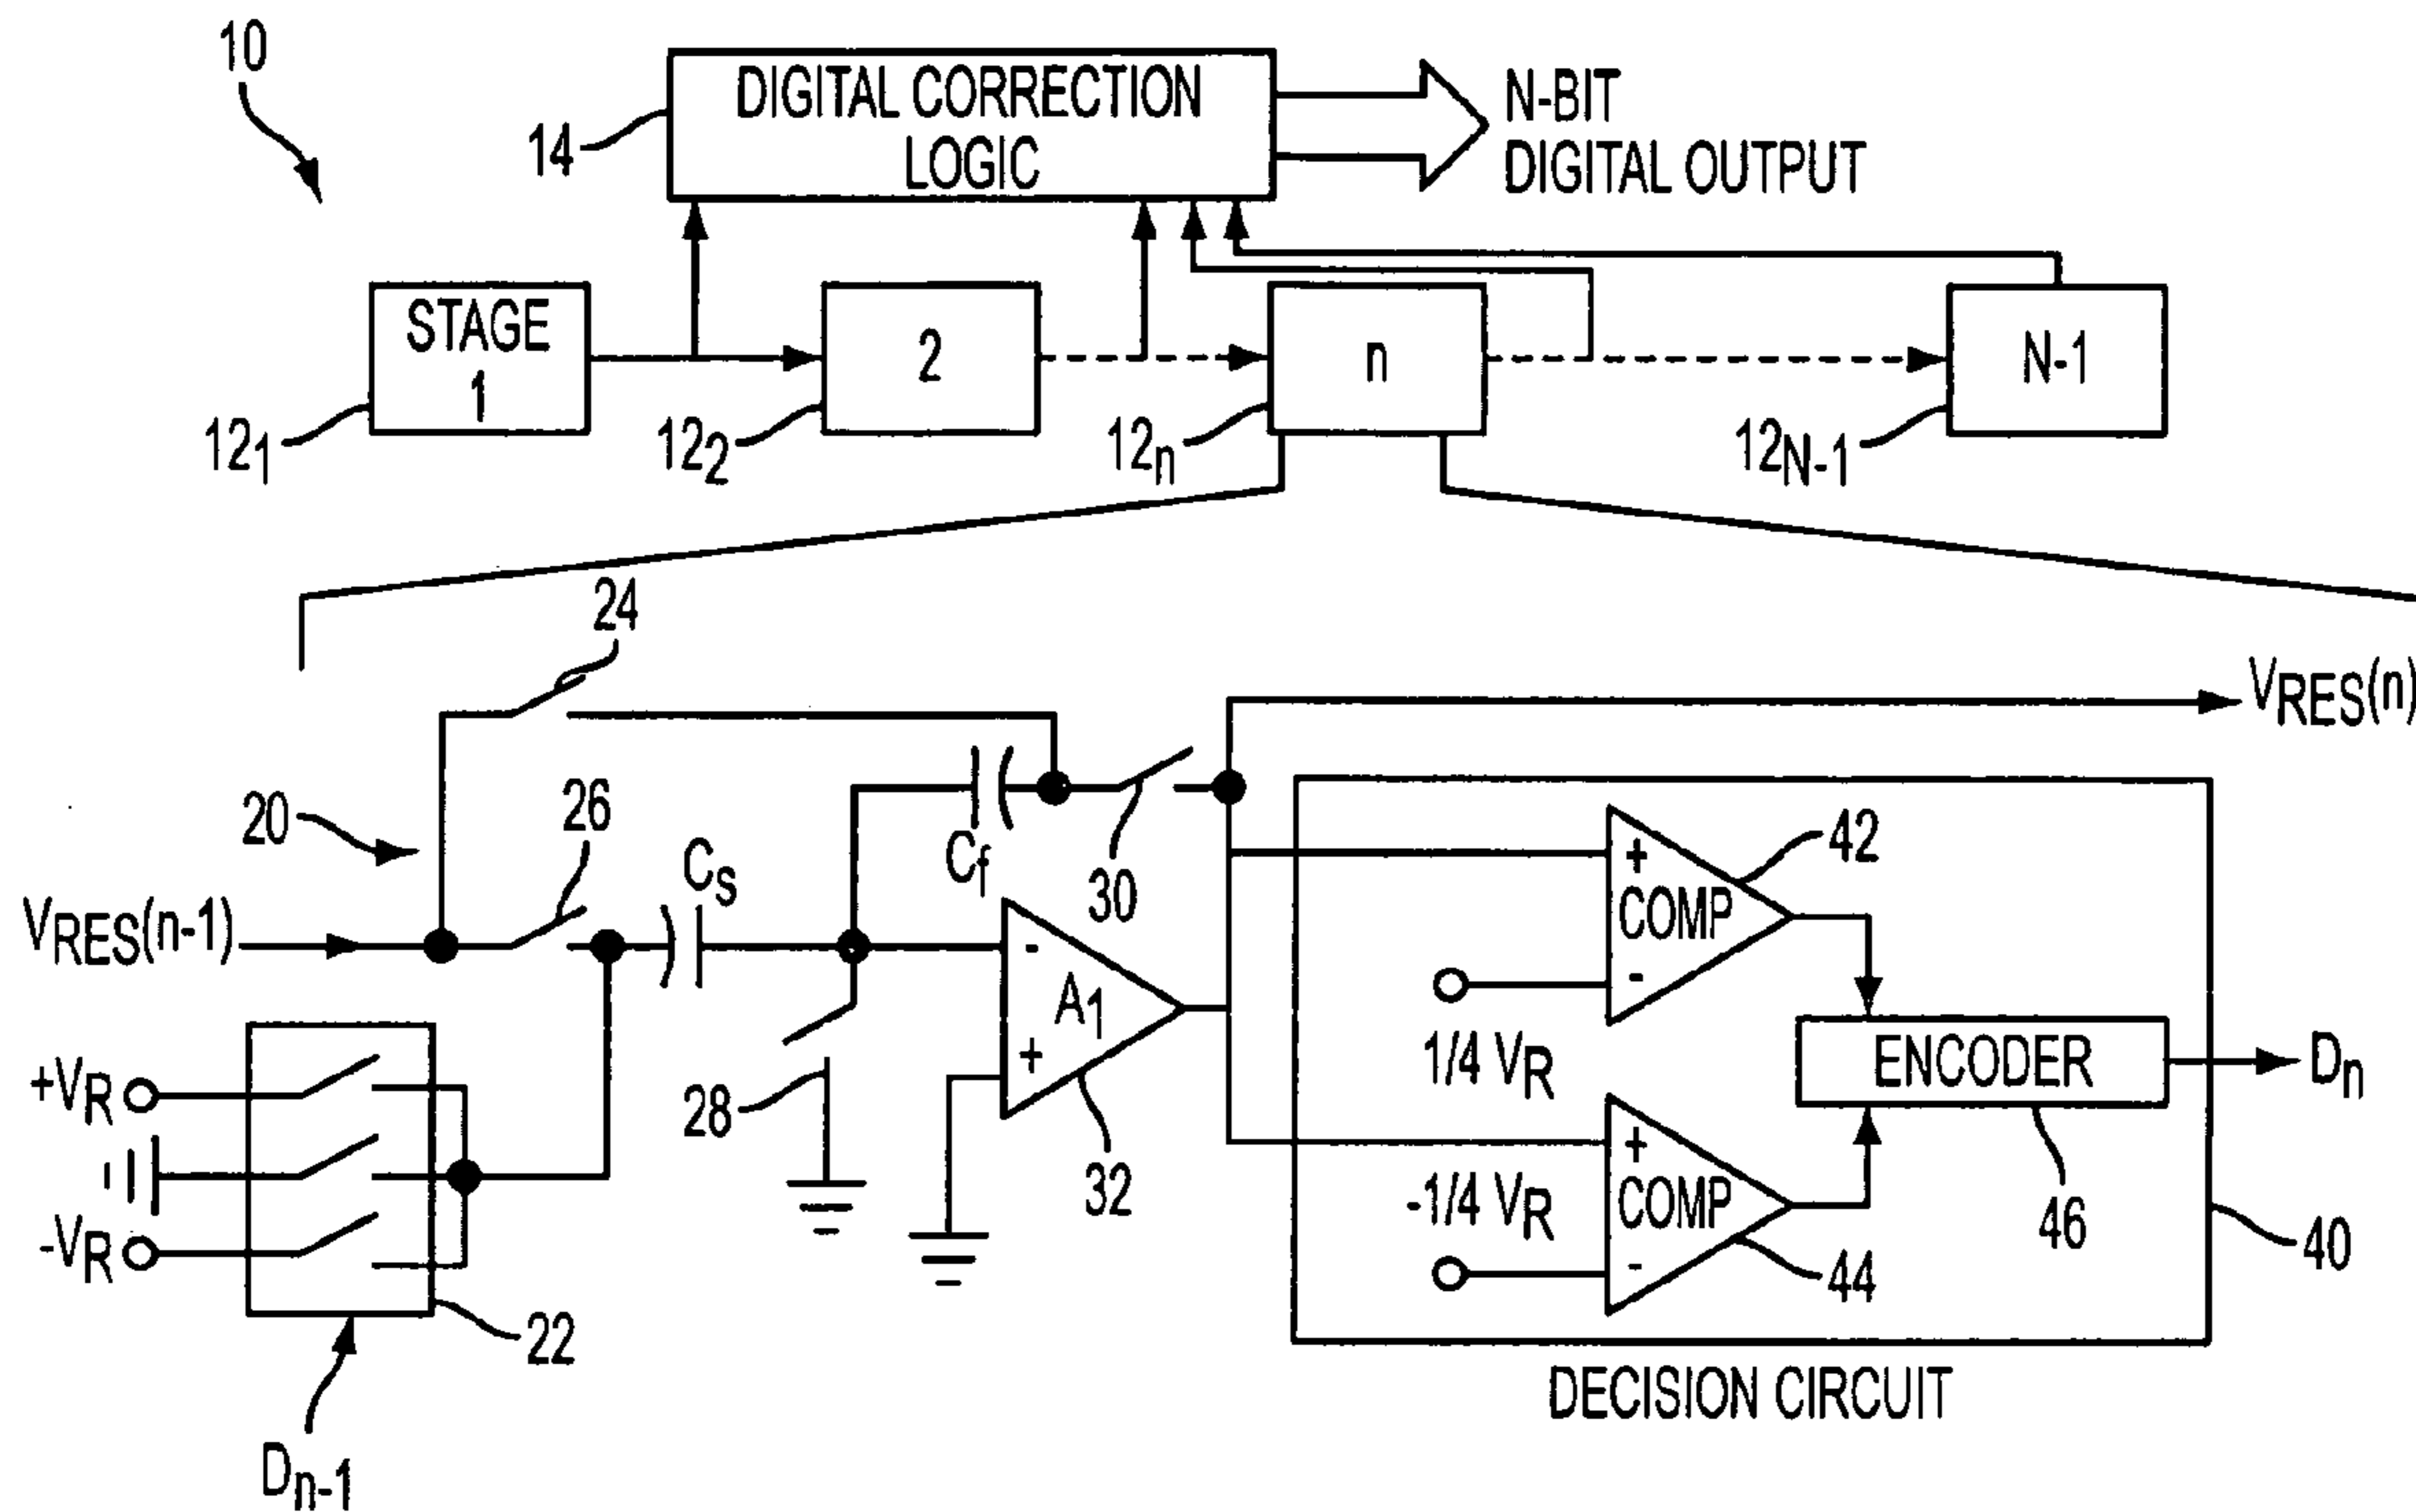 10
DIGITAL CORRECTION
LOGIC
14
N-BIT
DIGITAL OUTPUT
STAGE
1
2
n
N-1
12₁
12₂
12ₙ
12N-1
24
VRES(n)
20
26
Cs
Cf
30
42
VRES(n-1)
+
COMP
-
-
A1
+
1/4 VR
ENCODER
Dn
+VR
28
32
+
COMP
-
-1/4 VR
46
40
-VR
44
22
DECISION CIRCUIT
Dn-1